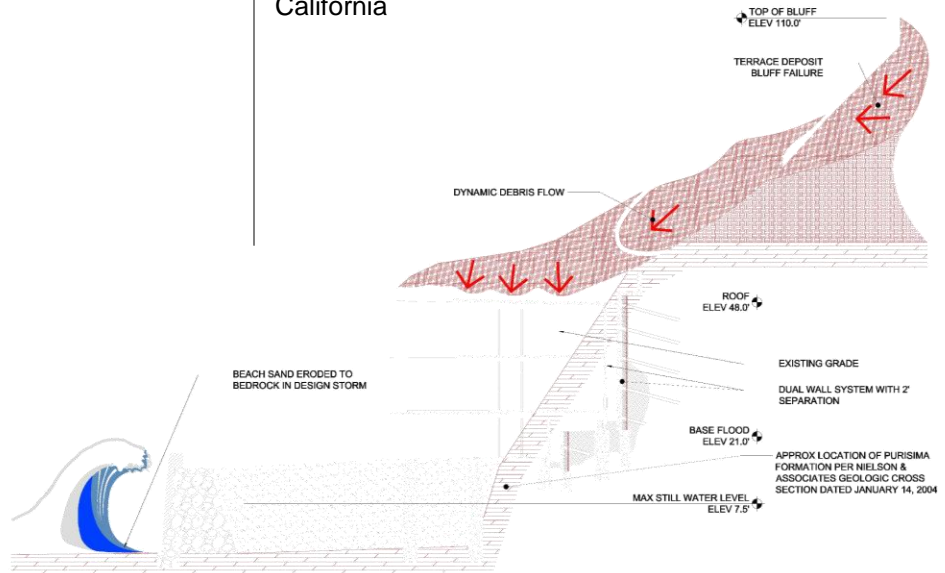 California
TOP OF BLUFF
ELEV 110.0'
TERRACE DEPOSIT
BLUFF FAILURE
DYNAMIC DEBRIS FLOW
ROOF
ELEV 48.0'
EXISTING GRADE
BEACH SAND ERODED TO
BEDROCK IN DESIGN STORM
DUAL WALL SYSTEM WITH 2'
SEPARATION
BASE FLOOD
ELEV 21.0'
APPROX LOCATION OF PURISIMA
FORMATION PER NIELSON &
ASSOCIATES GEOLOGIC CROSS
SECTION DATED JANUARY 14, 2004
MAX STILL WATER LEVEL
ELEV 7.5'